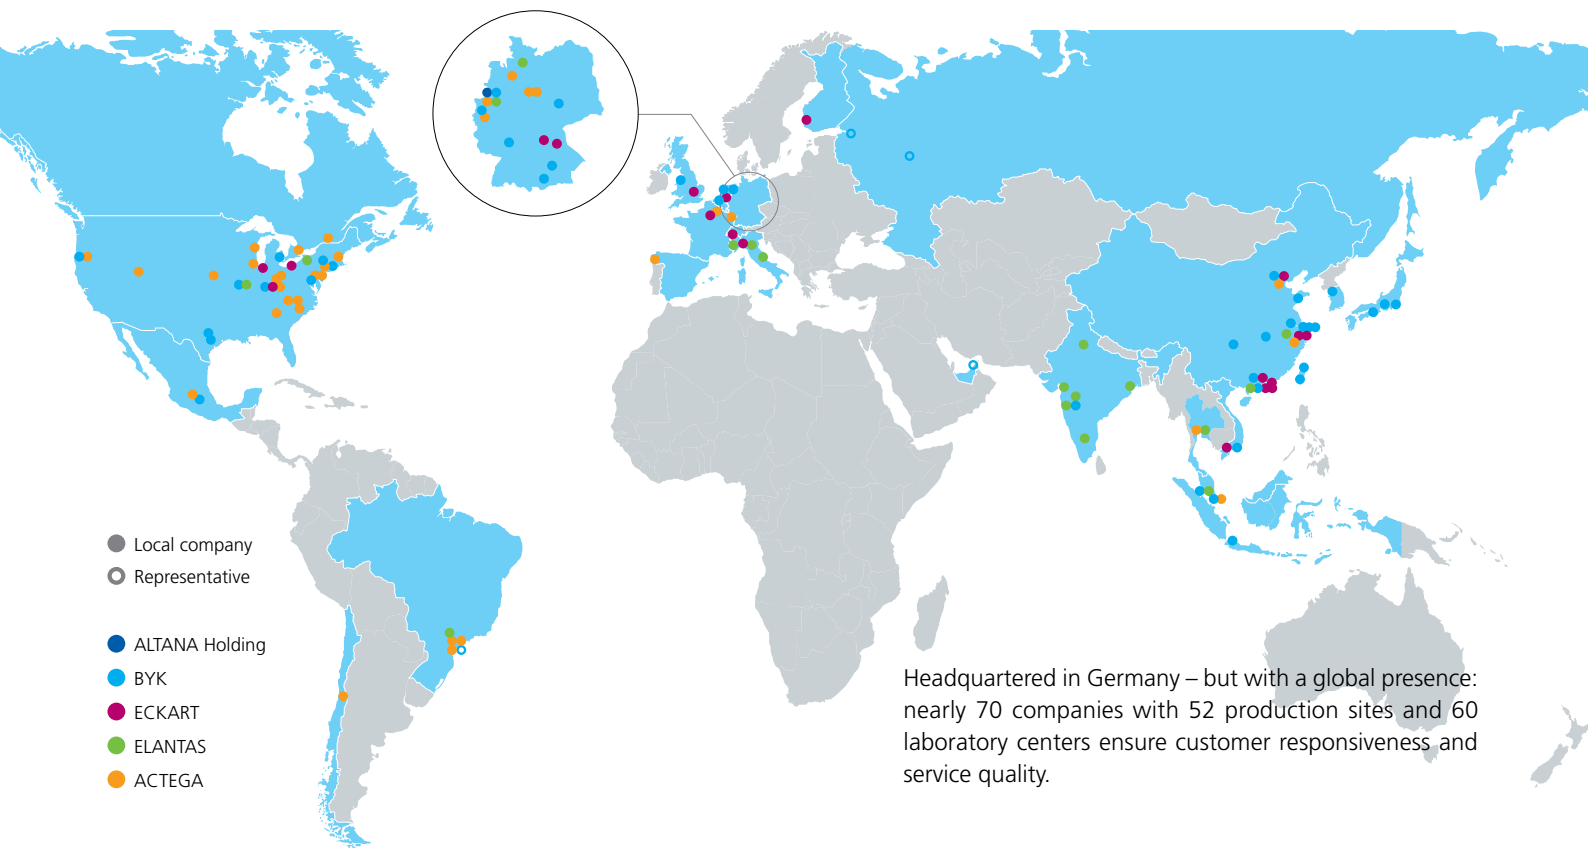 Local company
Representative
ALTANA Holding
BYK
ECKART
ELANTAS
ACTEGA
Headquartered in Germany – but with a global presence:
nearly 70 companies with 52 production sites and 60
laboratory centers ensure customer responsiveness and
service quality.